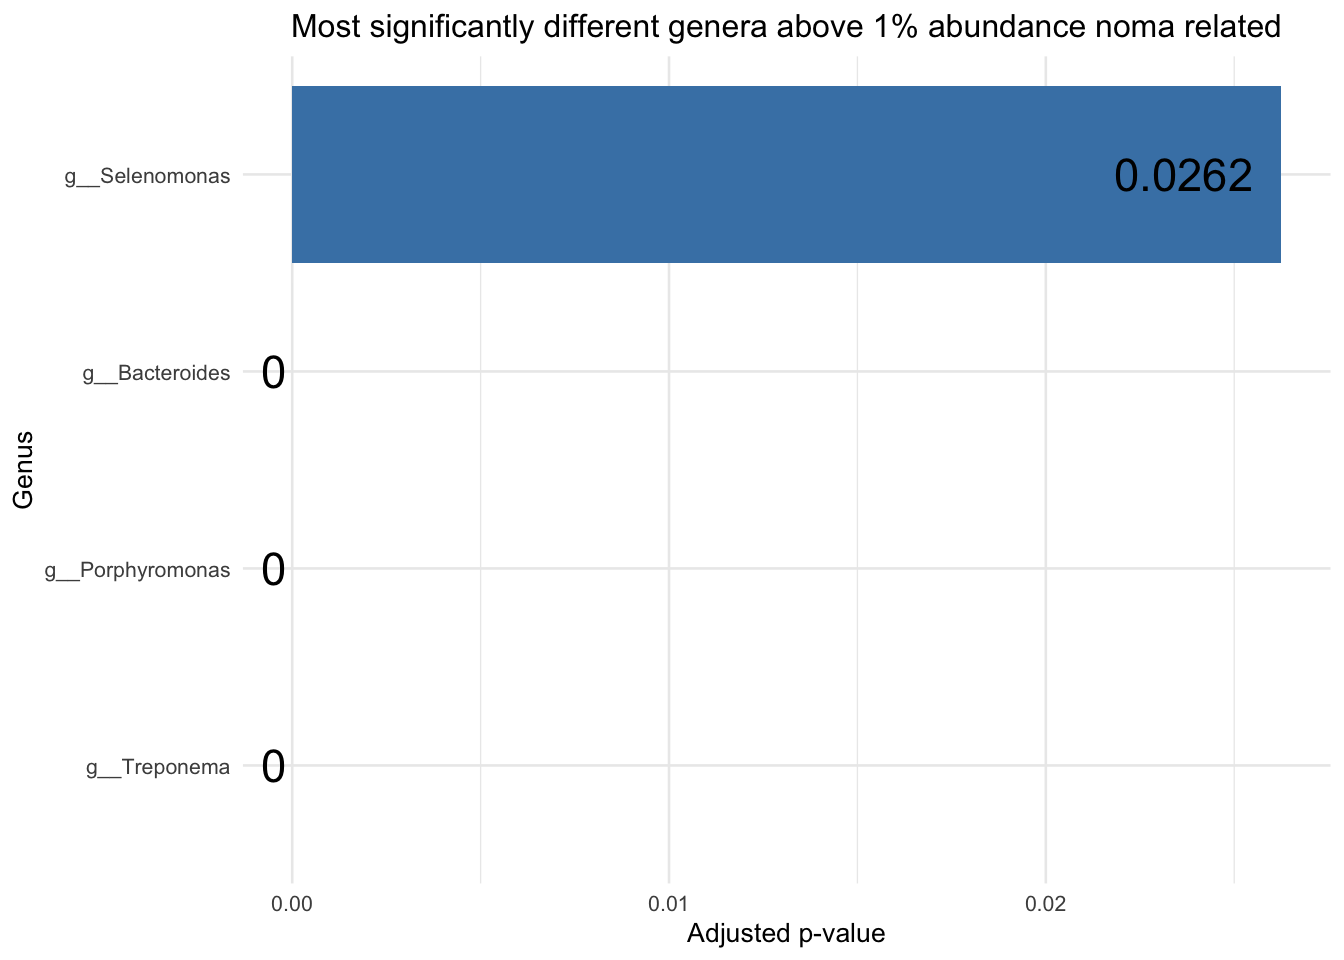 Most significantly different genera above 1% abundance noma related
g__Selenomonas
0.0262
g__Bacteroides
0
g__Porphyromonas
0
g__Treponema
0
Genus
0.00
0.01
0.02
Adjusted p-value